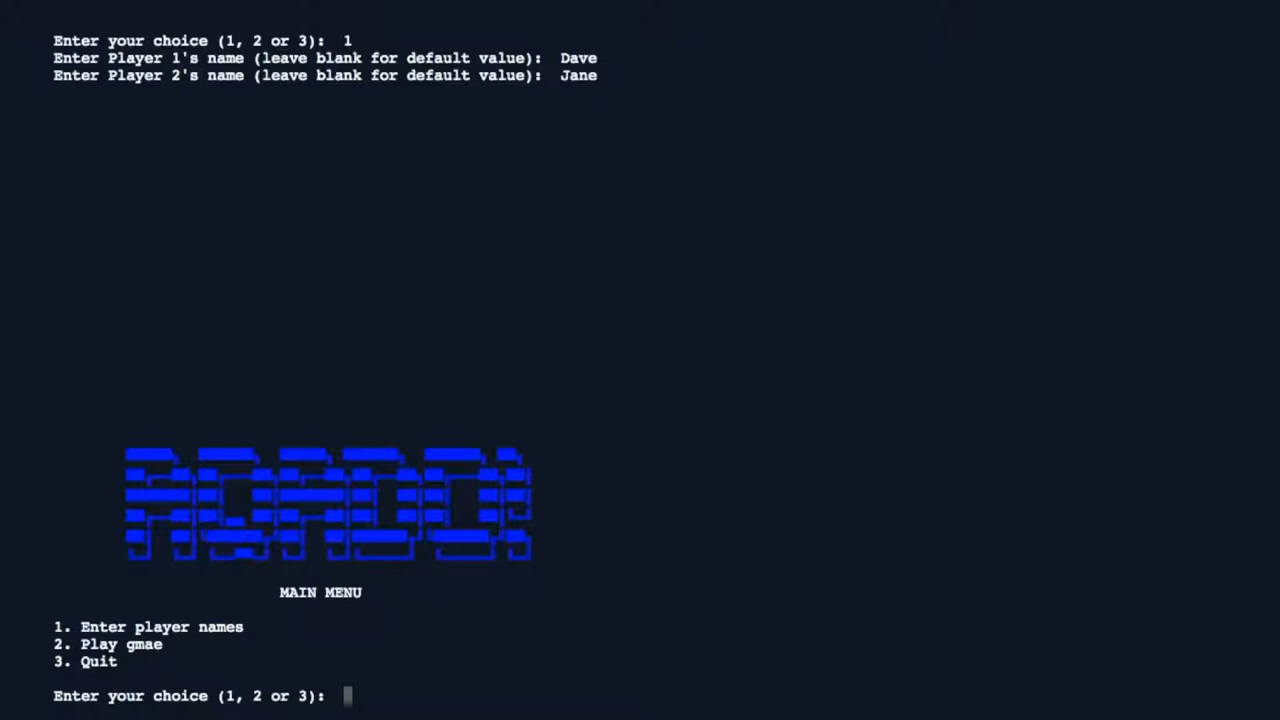 Enter your choice (1, 2 or 3): 1
Enter Player 1's name (leave blank for default value): Dave
Enter Player 2's name (leave blank for default value): Jane
MAIN MENU
1. Enter player names
2. Play gmae
3. Quit
Enter your choice (1, 2 or 3):